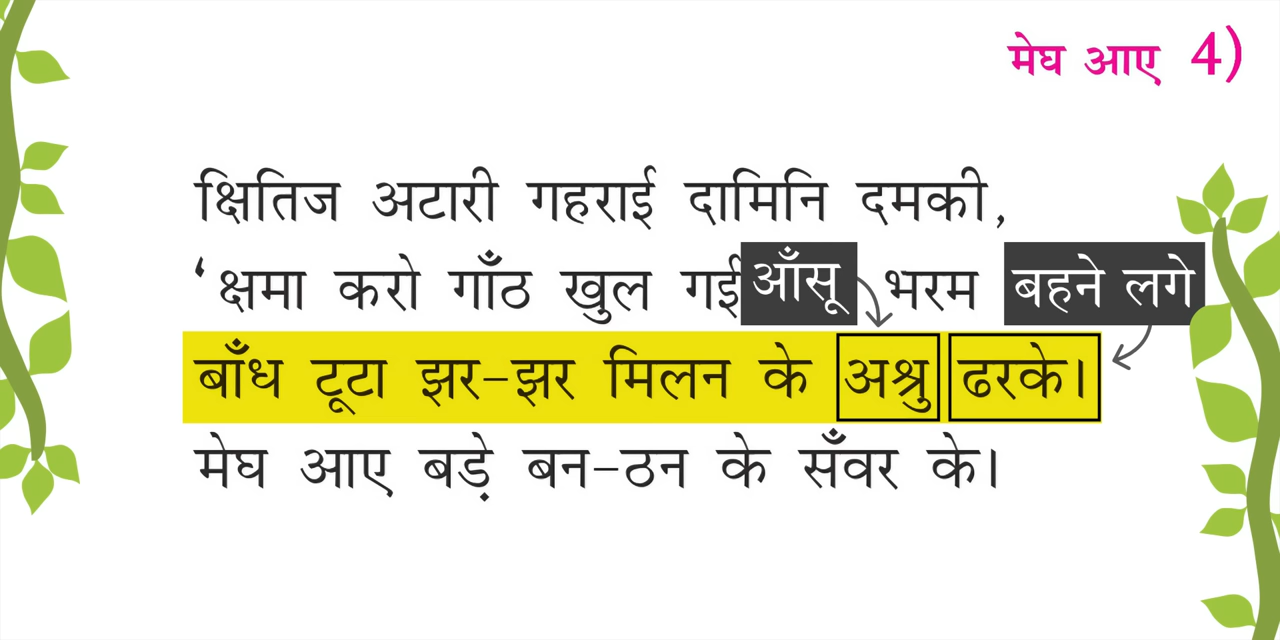 मेघ आए 4)
क्षितिज अटारी गहराई दामिनि दमकी,
‘क्षमा करो गाँठ खुल गई आँसू भरम बहने लगे
बाँध टूटा झर-झर मिलन के अश्रु ढरके।
मेघ आए बड़े बन-ठन के सँवर के।